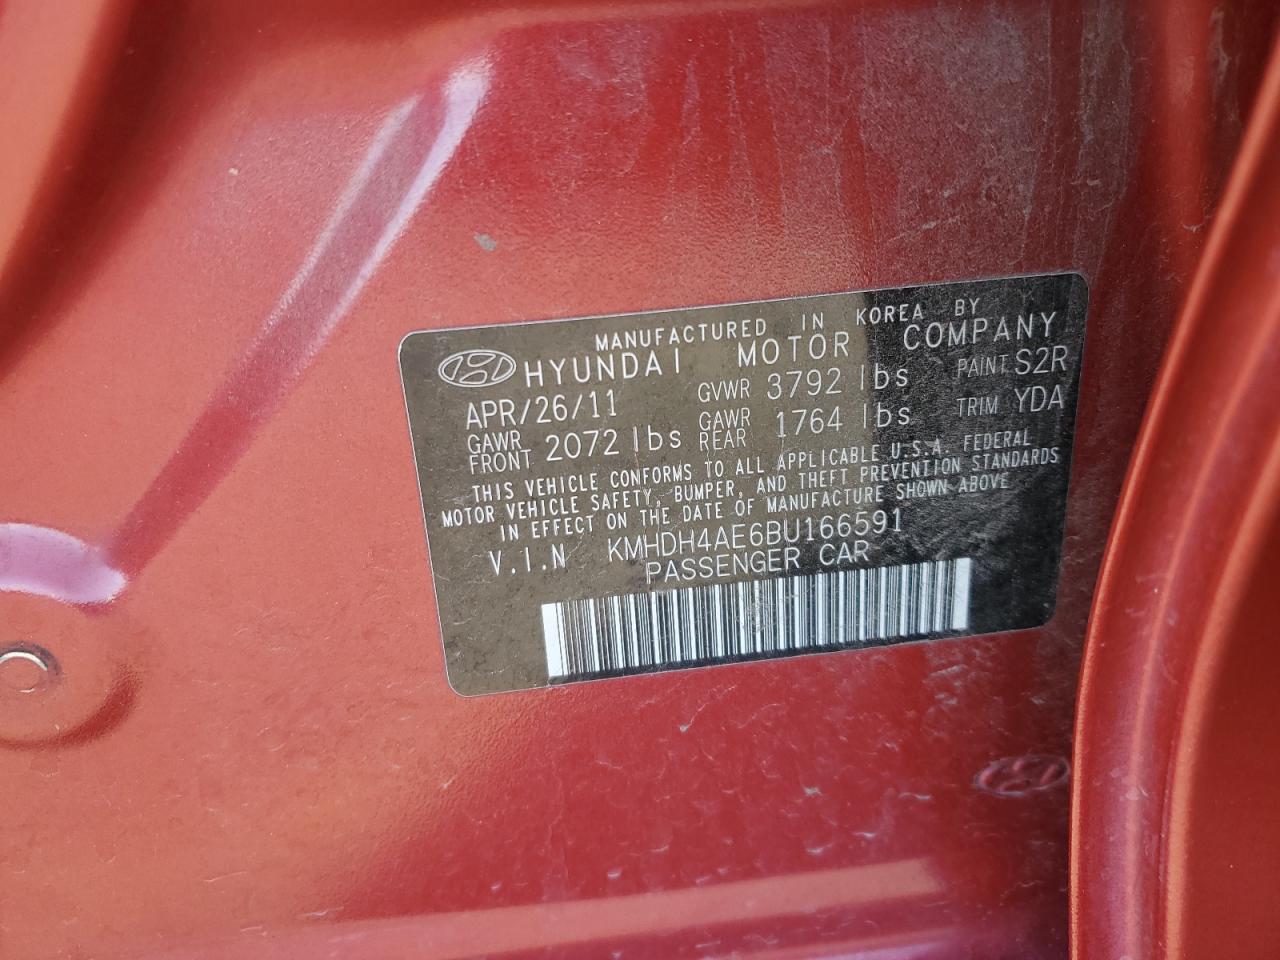 MANUFACTURED IN KOREA BY
HYUNDAI MOTOR COMPANY
APR/26/11 GVWR 3792 lbs PAINT S2R
GAWR FRONT 2072 lbs GAWR REAR 1764 lbs TRIM YDA
THIS VEHICLE CONFORMS TO ALL APPLICABLE U.S.A. FEDERAL
MOTOR VEHICLE SAFETY, BUMPER, AND THEFT PREVENTION STANDARDS
IN EFFECT ON THE DATE OF MANUFACTURE SHOWN ABOVE
V.I.N KMHDH4AE6BU166591
PASSENGER CAR